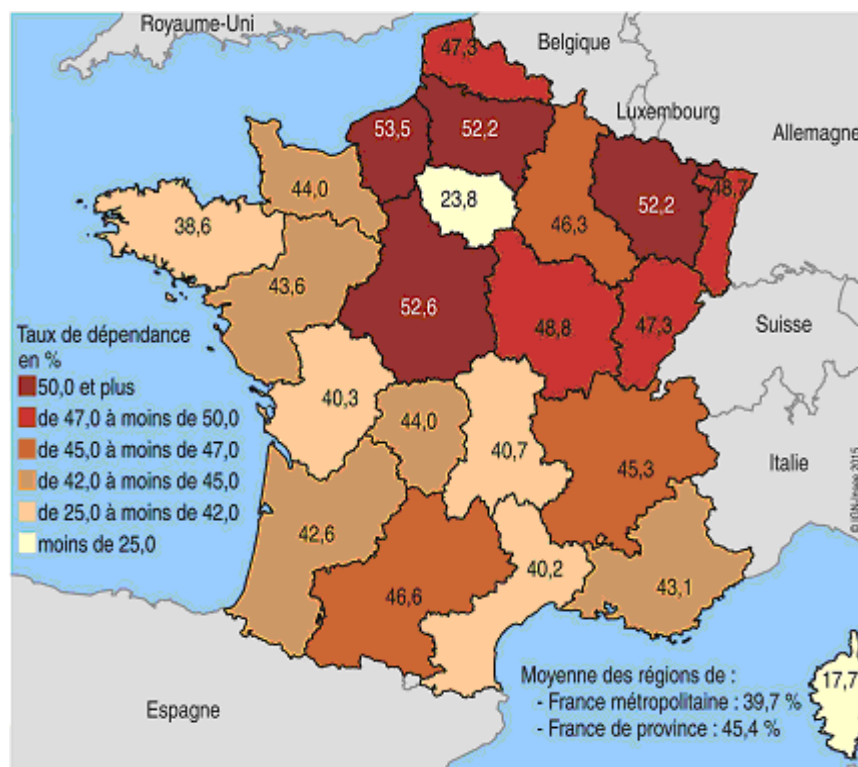 Royaume-Uni
Belgique
Luxembourg
Allemagne
47,3
53,5
52,2
44,0
23,8
46,3
52,2
48,7
38,6
43,6
52,6
48,8
47,3
Suisse
Taux de dépendance
en %
50,0 et plus
de 47,0 à moins de 50,0
de 45,0 à moins de 47,0
de 42,0 à moins de 45,0
de 25,0 à moins de 42,0
moins de 25,0
40,3
44,0
40,7
45,3
Italie
42,6
46,6
40,2
43,1
17,7
Espagne
Moyenne des régions de :
- France métropolitaine : 39,7 %
- France de province : 45,4 %
© IGN-Insee 2015